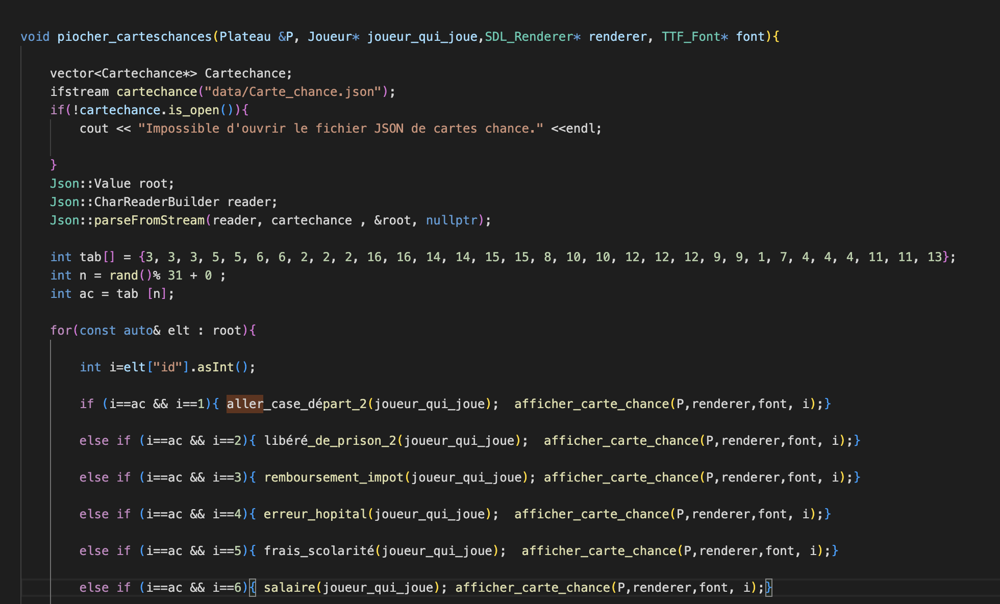 void piocher_carteschances(Plateau &P, Joueur* joueur_qui_joue,SDL_Renderer* renderer, TTF_Font* font){
vector<Cartechance*> Cartechance;
ifstream cartechance("data/Carte_chance.json");
if(!cartechance.is_open()){
cout << "Impossible d'ouvrir le fichier JSON de cartes chance." <<endl;
}
Json::Value root;
Json::CharReaderBuilder reader;
Json::parseFromStream(reader, cartechance , &root, nullptr);
int tab[] = {3, 3, 3, 5, 5, 6, 6, 2, 2, 2, 16, 16, 14, 14, 15, 15, 8, 10, 10, 12, 12, 12, 9, 9, 1, 7, 4, 4, 4, 11, 11, 13};
int n = rand()% 31 + 0 ;
int ac = tab [n];
for(const auto& elt : root){
int i=elt["id"].asInt();
if (i==ac && i==1){ aller_case_départ_2(joueur_qui_joue);  afficher_carte_chance(P,renderer,font, i);}
else if (i==ac && i==2){ libéré_de_prison_2(joueur_qui_joue);  afficher_carte_chance(P,renderer,font, i);}
else if (i==ac && i==3){ remboursement_impot(joueur_qui_joue); afficher_carte_chance(P,renderer,font, i);}
else if (i==ac && i==4){ erreur_hopital(joueur_qui_joue);  afficher_carte_chance(P,renderer,font, i);}
else if (i==ac && i==5){ frais_scolarité(joueur_qui_joue);  afficher_carte_chance(P,renderer,font, i);}
else if (i==ac && i==6){ salaire(joueur_qui_joue); afficher_carte_chance(P,renderer,font, i);}